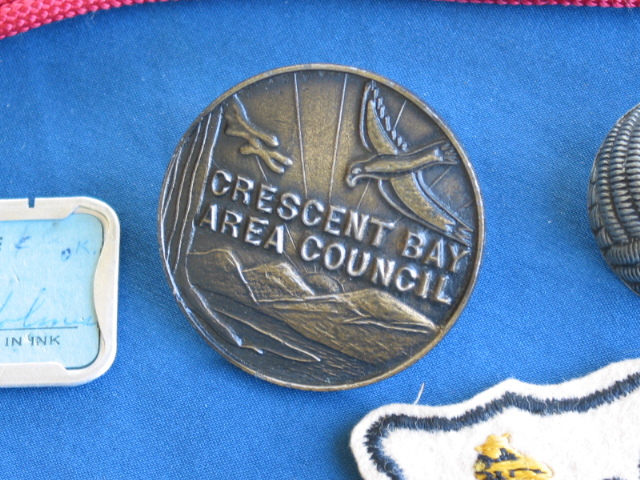 CRESCENT BAY
AREA COUNCIL
IN INK